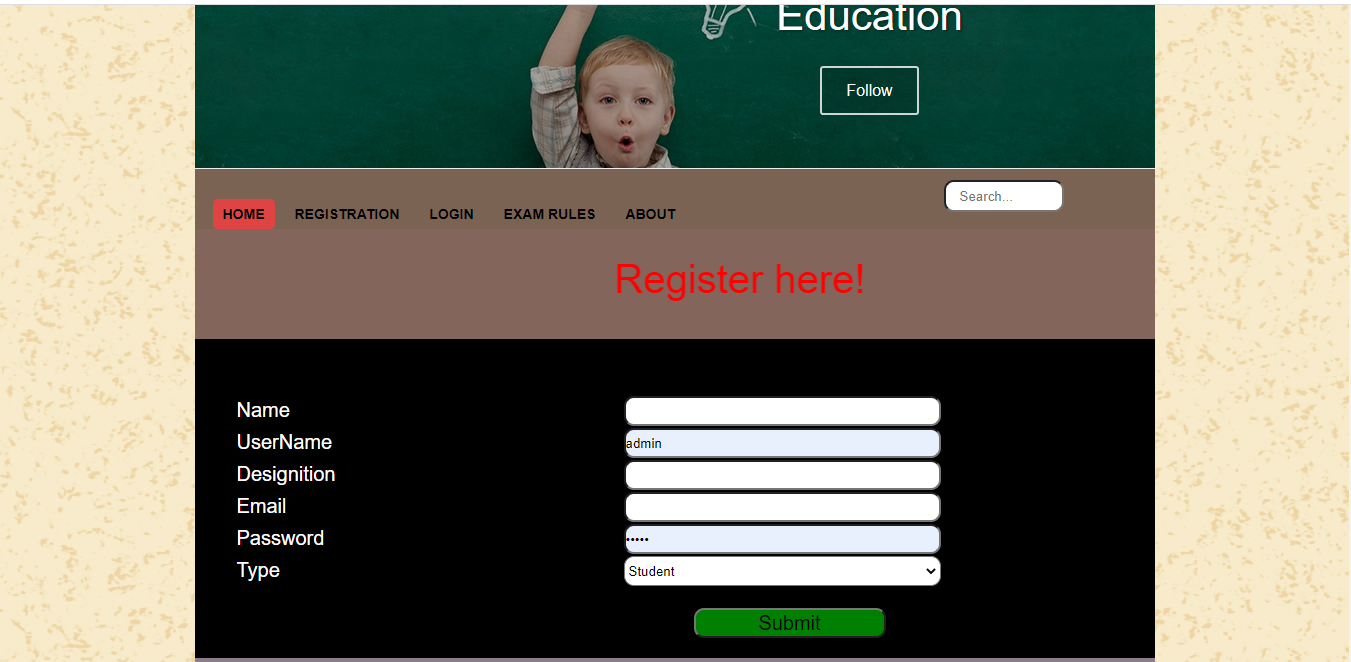 Education
Follow
Search...
HOME REGISTRATION LOGIN EXAM RULES ABOUT
Register here!
Name
UserName admin
Designition
Email
Password •••••
Type Student
Submit